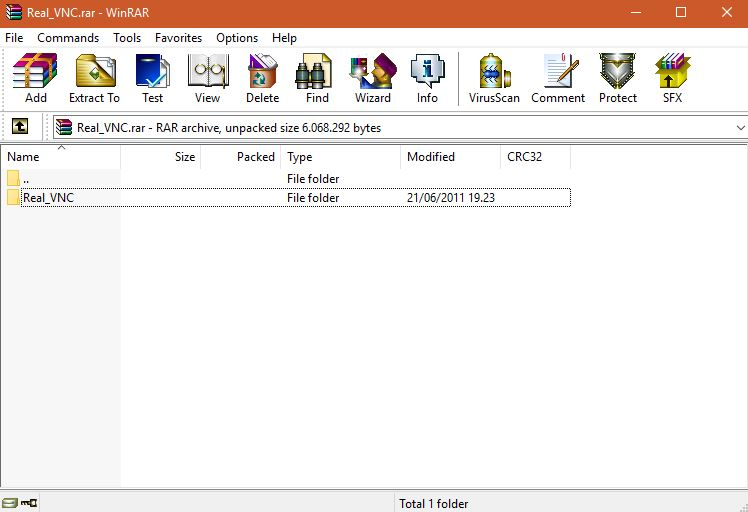 Real_VNC.rar - WinRAR
File Commands Tools Favorites Options Help
Add Extract To Test View Delete Find Wizard Info VirusScan Comment Protect SFX
Real_VNC.rar - RAR archive, unpacked size 6.068.292 bytes
Name Size Packed Type Modified CRC32
.. File folder
Real_VNC File folder 21/06/2011 19.23
Total 1 folder